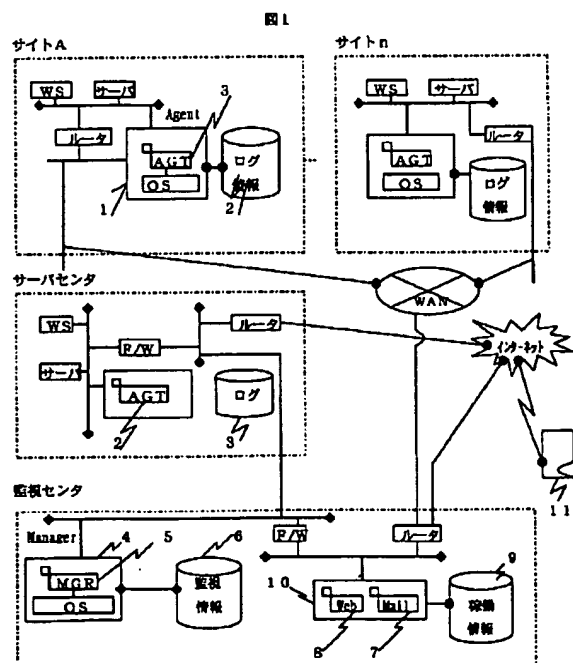 図1
サイトA
サイトn
WS
サーバ
3
Agent
ルータ
AGT
OS
1
ログ
情報
2
WS
サーバ
ルータ
AGT
OS
ログ
情報
WAN
サーバセンタ
WS
F/W
ルータ
サーバ
AGT
2
ログ
3
インターネット
11
監視センタ
Manager
4
5
6
MGR
OS
監視
情報
F/W
ルータ
10
Web
Mail
8
7
9
稼働
情報